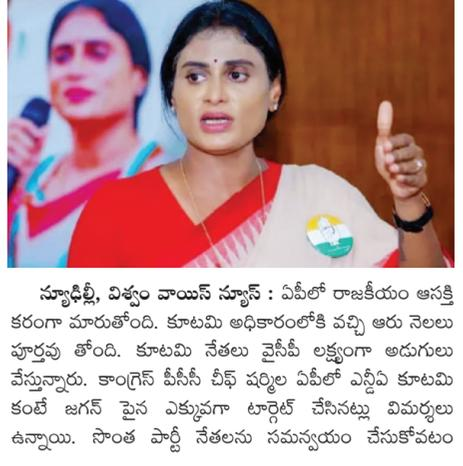 న్యూఢిల్లీ, విశ్వం వాయిస్ న్యూస్ : ఏపీలో రాజకీయం ఆసక్తి
కరంగా మారుతోంది. కూటమి అధికారంలోకి వచ్చి ఆరు నెలలు
పూర్తవు తోంది. కూటమి నేతలు వైసీపీ లక్ష్యంగా అడుగులు
వేస్తున్నారు. కాంగ్రెస్ పీసీసీ చీఫ్ షర్మిల ఏపీలో ఎన్డీఏ కూటమి
కంటే జగన్ పైన ఎక్కువగా టార్గెట్ చేసినట్లు విమర్శలు
ఉన్నాయి. సొంత పార్టీ నేతలను సమన్వయం చేసుకోవటం